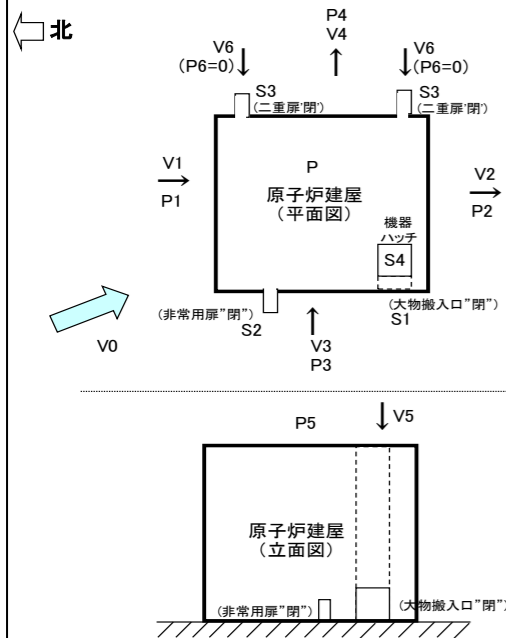 北
P4
V4
V6
(P6=0)
V6
(P6=0)
S3
(二重扉'閉')
S3
(二重扉'閉')
V1
P1
P
原子炉建屋
(平面図)
V2
P2
機器
ハッチ
S4
(非常用扉"閉")
S2
(大物搬入口"閉")
S1
V0
V3
P3
P5
V5
原子炉建屋
(立面図)
(非常用扉"閉")
(大物搬入口"閉")